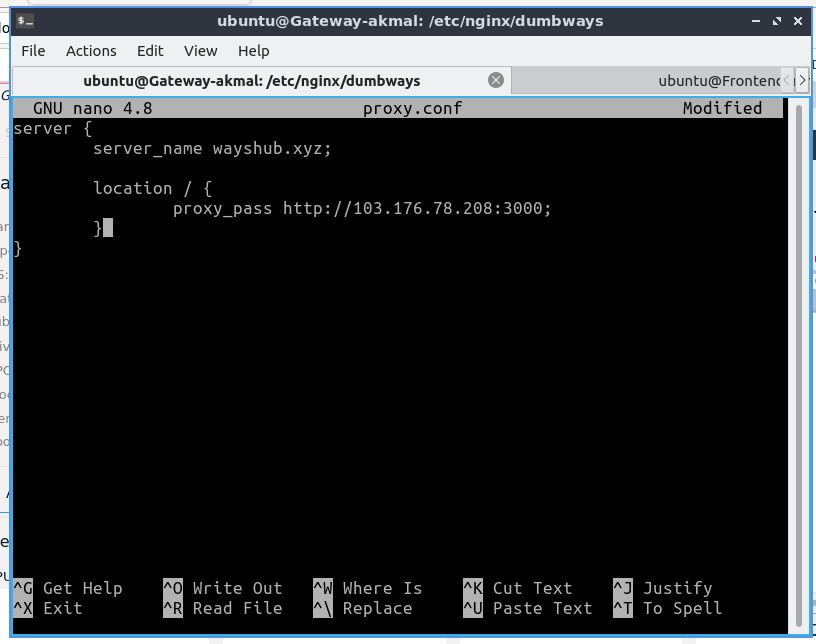 ubuntu@Gateway-akmal: /etc/nginx/dumbways
File Actions Edit View Help
ubuntu@Gateway-akmal: /etc/nginx/dumbways ubuntu@Frontend
GNU nano 4.8 proxy.conf Modified
server {
        server_name wayshub.xyz;

        location / {
                proxy_pass http://103.176.78.208:3000;
        }
}
^G Get Help ^O Write Out ^W Where Is ^K Cut Text ^J Justify
^X Exit ^R Read File ^\ Replace ^U Paste Text ^T To Spell